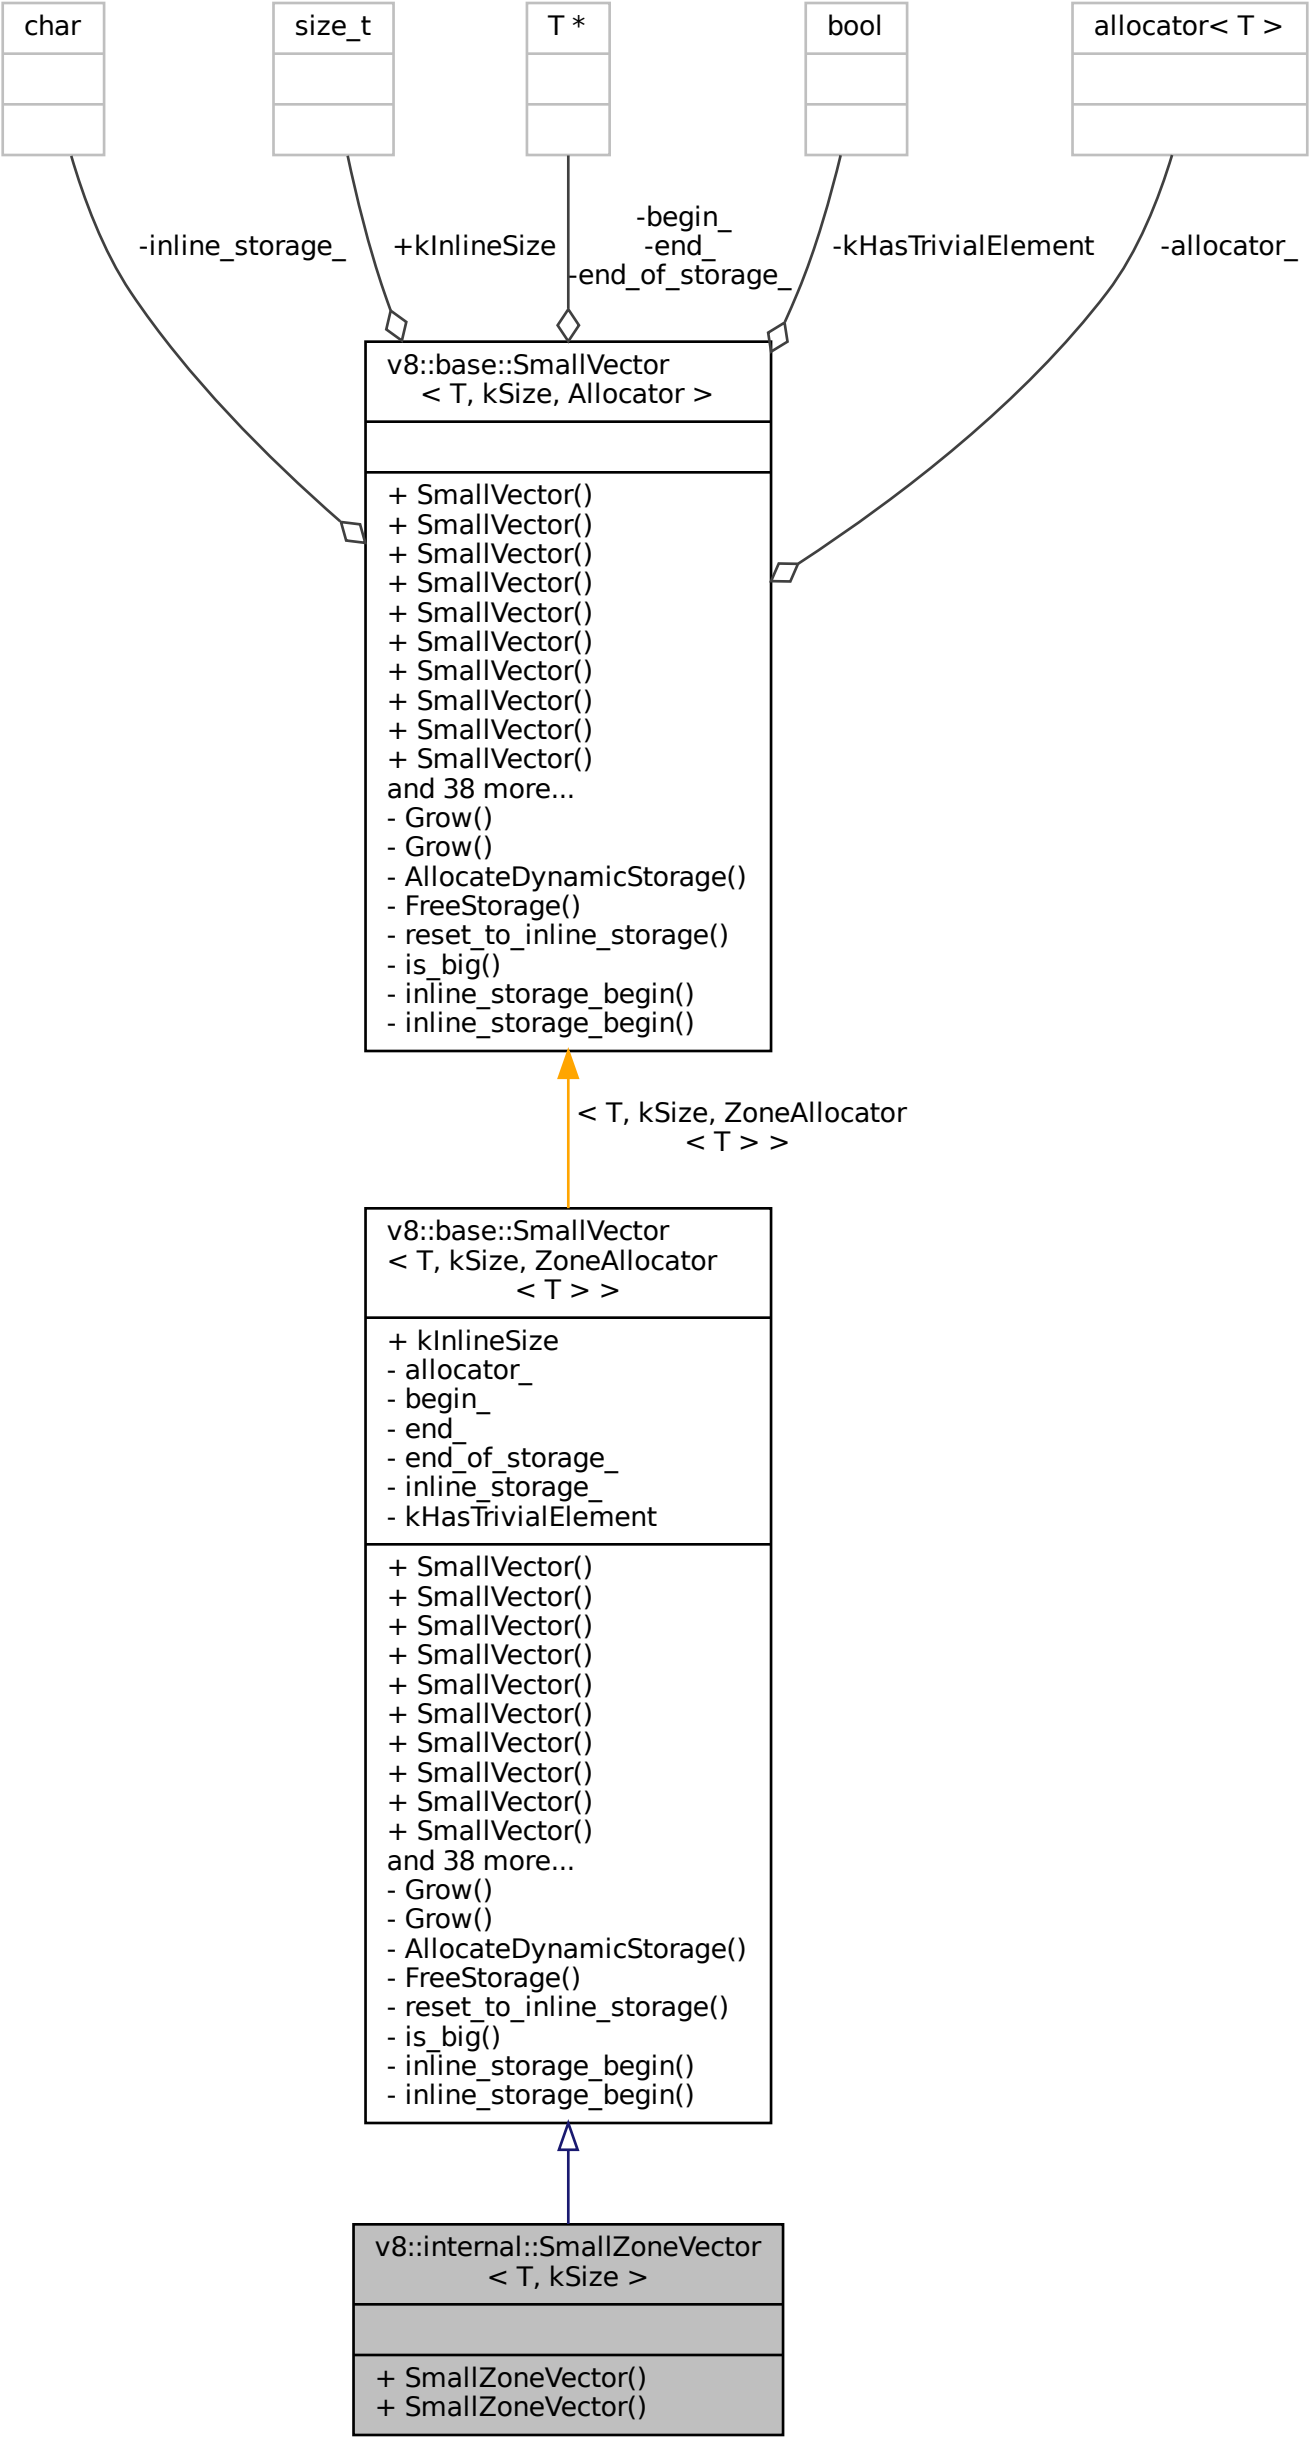 char
size_t
T *
bool
allocator< T >
-inline_storage_
+kInlineSize
-begin_
-end_
-end_of_storage_
-kHasTrivialElement
-allocator_
v8::base::SmallVector
< T, kSize, Allocator >
+ SmallVector()
+ SmallVector()
+ SmallVector()
+ SmallVector()
+ SmallVector()
+ SmallVector()
+ SmallVector()
+ SmallVector()
+ SmallVector()
+ SmallVector()
and 38 more...
- Grow()
- Grow()
- AllocateDynamicStorage()
- FreeStorage()
- reset_to_inline_storage()
- is_big()
- inline_storage_begin()
- inline_storage_begin()
< T, kSize, ZoneAllocator
< T > >
v8::base::SmallVector
< T, kSize, ZoneAllocator
< T > >
+ kInlineSize
- allocator_
- begin_
- end_
- end_of_storage_
- inline_storage_
- kHasTrivialElement
+ SmallVector()
+ SmallVector()
+ SmallVector()
+ SmallVector()
+ SmallVector()
+ SmallVector()
+ SmallVector()
+ SmallVector()
+ SmallVector()
+ SmallVector()
and 38 more...
- Grow()
- Grow()
- AllocateDynamicStorage()
- FreeStorage()
- reset_to_inline_storage()
- is_big()
- inline_storage_begin()
- inline_storage_begin()
v8::internal::SmallZoneVector
< T, kSize >
+ SmallZoneVector()
+ SmallZoneVector()